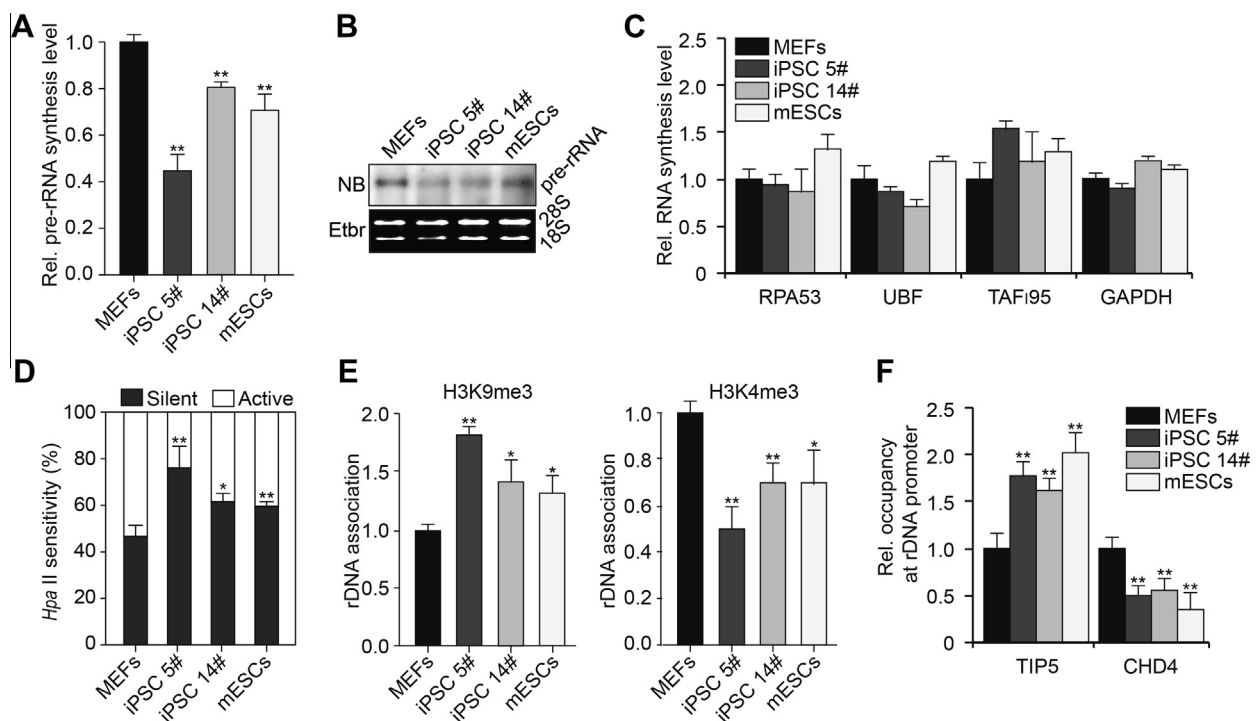 A
Rel. pre-rRNA synthesis level
1.0
0.8
0.6
0.4
0.2
0.0
**
**
**
MEFs
iPSC 5#
iPSC 14#
mESCs
B
MEFs
iPSC 5#
iPSC 14#
mESCs
NB
pre-rRNA
Etbr
28S
18S
C
Rel. RNA synthesis level
2.5
2.0
1.5
1.0
0.5
0
MEFs
iPSC 5#
iPSC 14#
mESCs
RPA53
UBF
TAFI95
GAPDH
D
Silent
Active
Hpa II sensitivity (%)
100
80
60
40
20
0
**
*
**
MEFs
iPSC 5#
iPSC 14#
mESCs
E
H3K9me3
rDNA association
2.0
1.5
1.0
0.0
**
*
*
MEFs
iPSC 5#
iPSC 14#
mESCs
H3K4me3
rDNA association
1.0
0.8
0.6
0.4
0.2
0.0
**
**
*
MEFs
iPSC 5#
iPSC 14#
mESCs
F
Rel. occupancy
at rDNA promoter
2.5
2.0
1.5
1.0
0.5
0
**
**
**
**
**
**
MEFs
iPSC 5#
iPSC 14#
mESCs
TIP5
CHD4